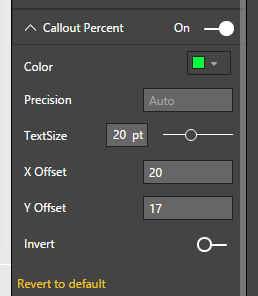 Callout Percent On
Color
Precision Auto
TextSize 20 pt
X Offset 20
Y Offset 17
Invert
Revert to default